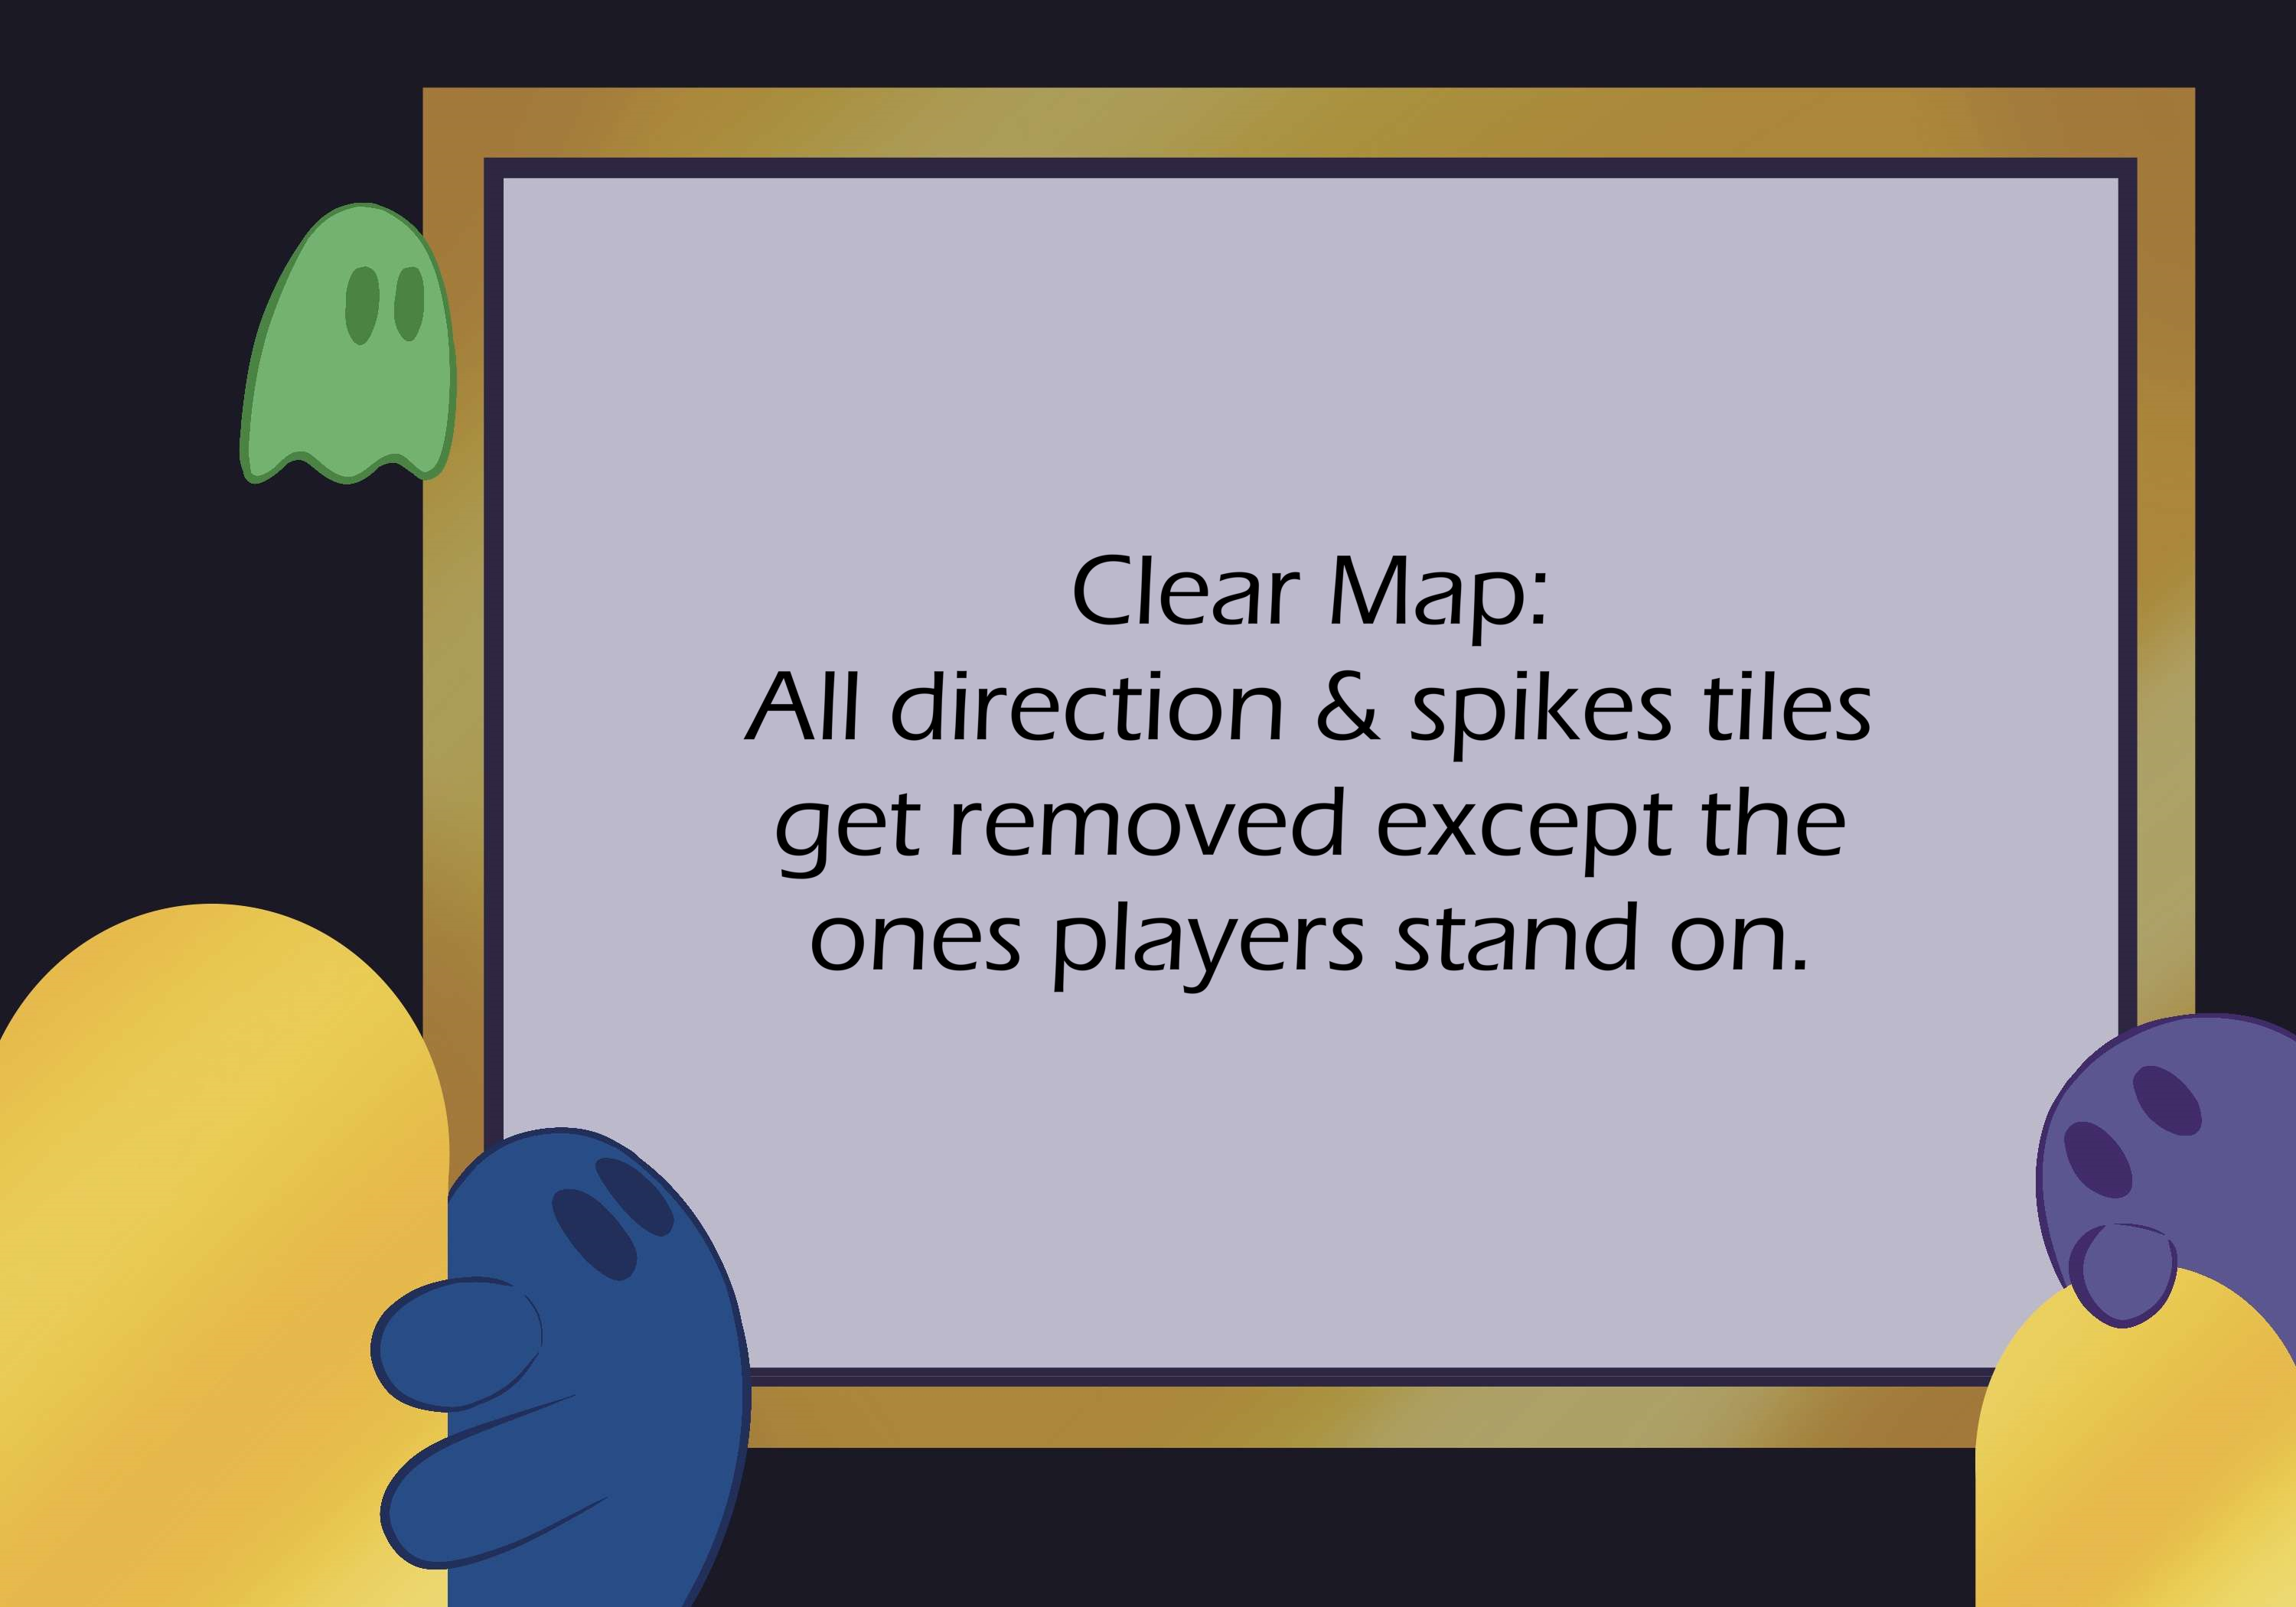 Clear Map:
All direction & spikes tiles
get removed except the
ones players stand on.